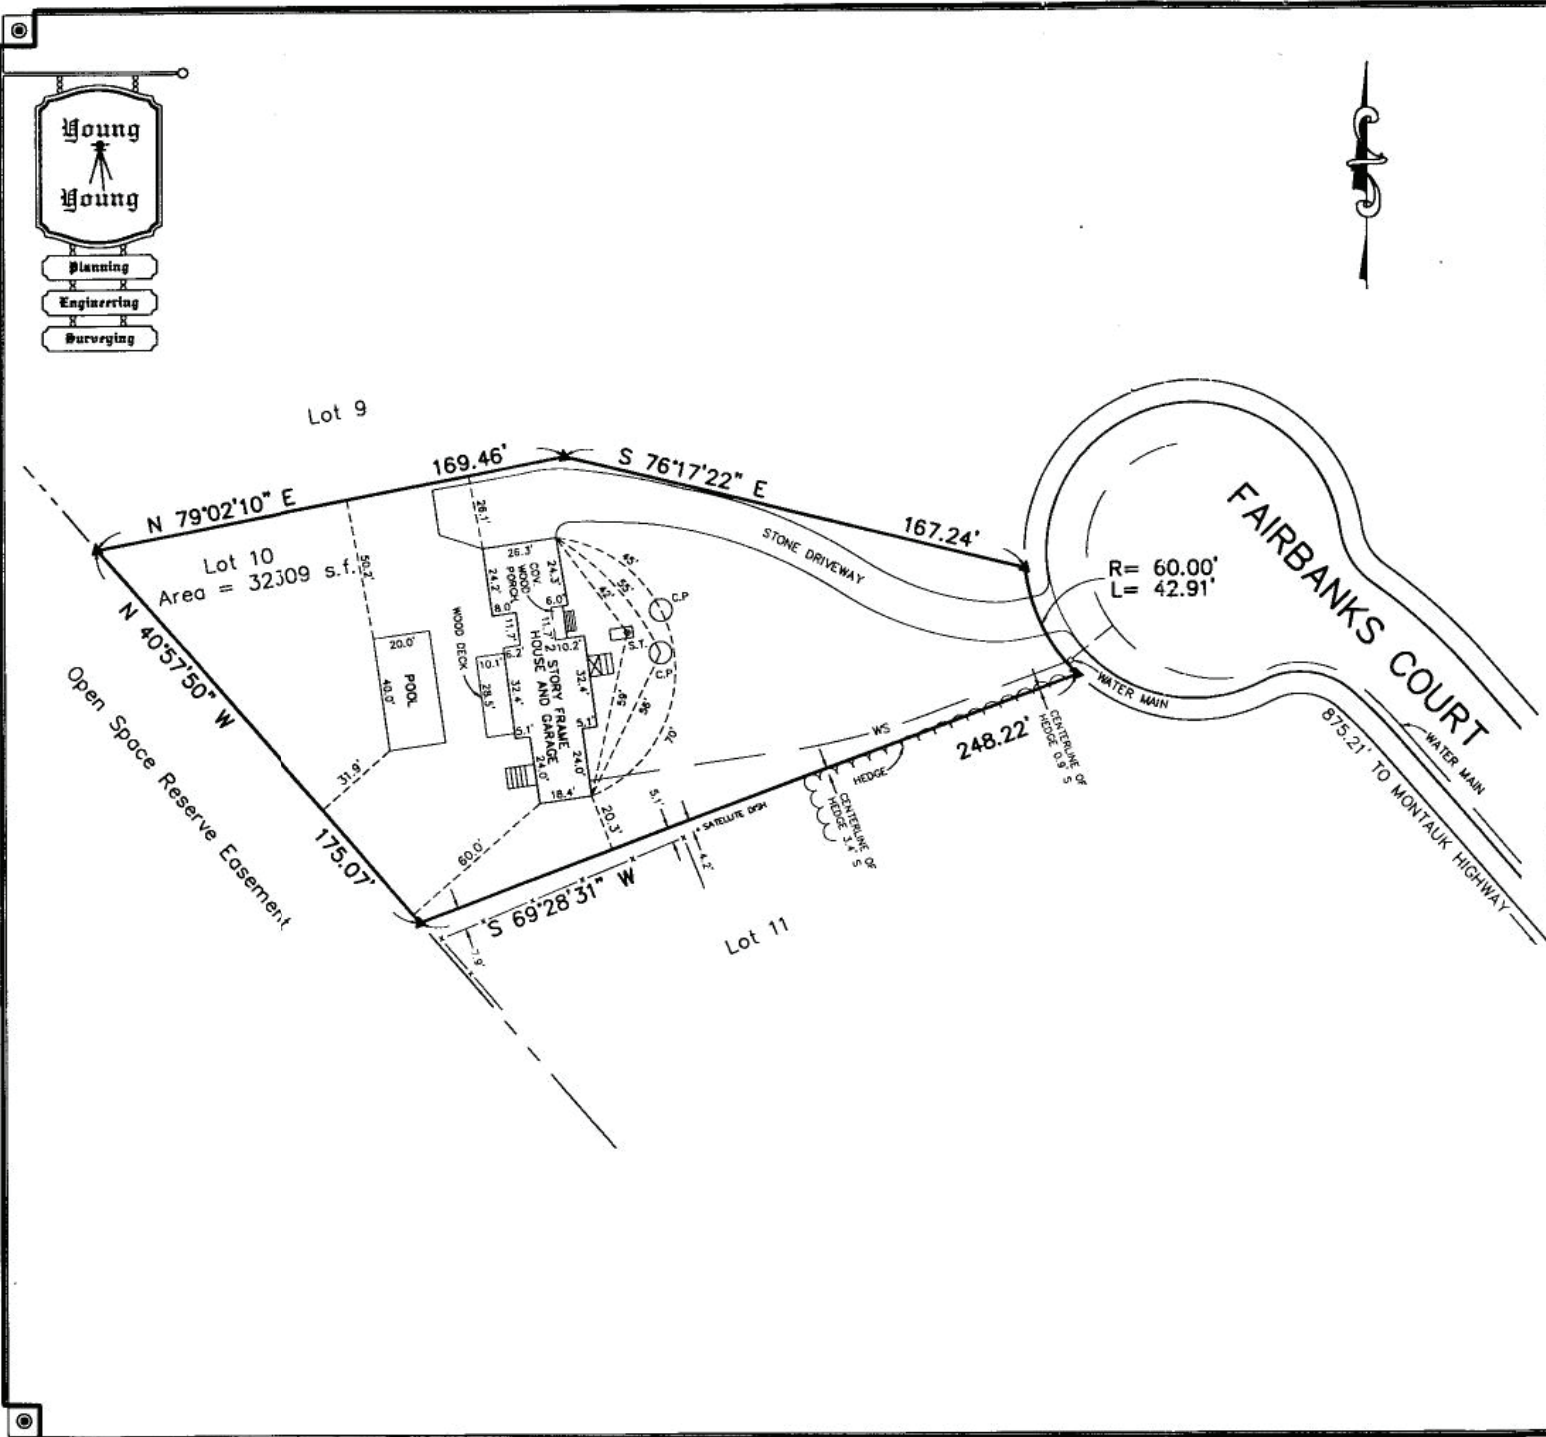 Young
Young
Planning
Engineering
Surveying
Lot 9
N 79°02'10" E
169.46'
S 76°17'22" E
167.24'
Lot 10
Area = 32309 s.f.
N 40°57'50" W
175.07'
Open Space Reserve Easement
50.2'
26.1'
20.0'
40.0'
POOL
31.9'
60.0'
WOOD DECK
10.1'
28.5'
26.3'
24.2'
24.3'
COV.
WOOD
PORCH
8.0'
6.0'
11.7'
11.7'
6.2'
10.2'
32.4'
32.4'
5.1'
5.1'
24.0'
24.0'
18.4'
2 STORY FRAME
HOUSE AND GARAGE
45'
55'
42'
C.P.
S.T.
C.P.
59'
56'
70'
20.3'
5.1'
4.2'
7.9'
SATELLITE DISH
STONE DRIVEWAY
WS
HEDGE
CENTERLINE OF
HEDGE 3.4' S
CENTERLINE OF
HEDGE 0.9' S
S 69°28'31" W
248.22'
Lot 11
R= 60.00'
L= 42.91'
FAIRBANKS COURT
WATER MAIN
WATER MAIN
875.21' TO MONTAUK HIGHWAY